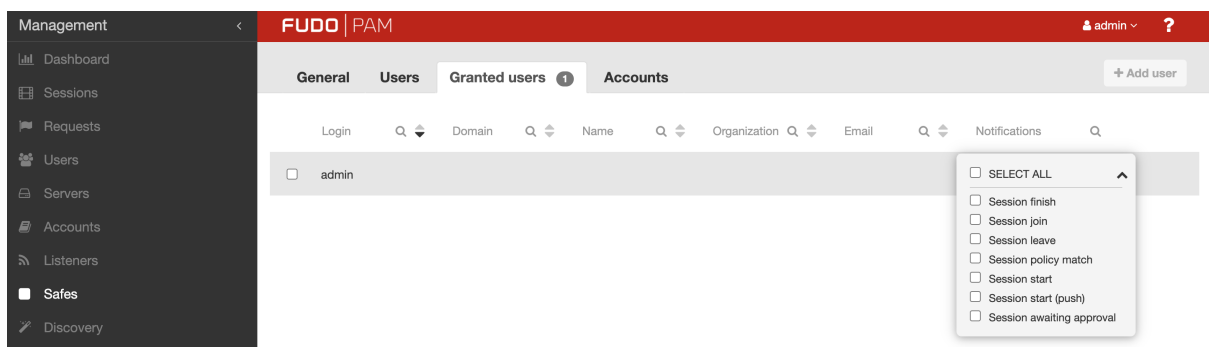 Management
Dashboard
Sessions
Requests
Users
Servers
Accounts
Listeners
Safes
Discovery
FUDO PAM
admin
?
General Users Granted users 1 Accounts
+ Add user
Login Domain Name Organization Email Notifications
admin
SELECT ALL
Session finish
Session join
Session leave
Session policy match
Session start
Session start (push)
Session awaiting approval